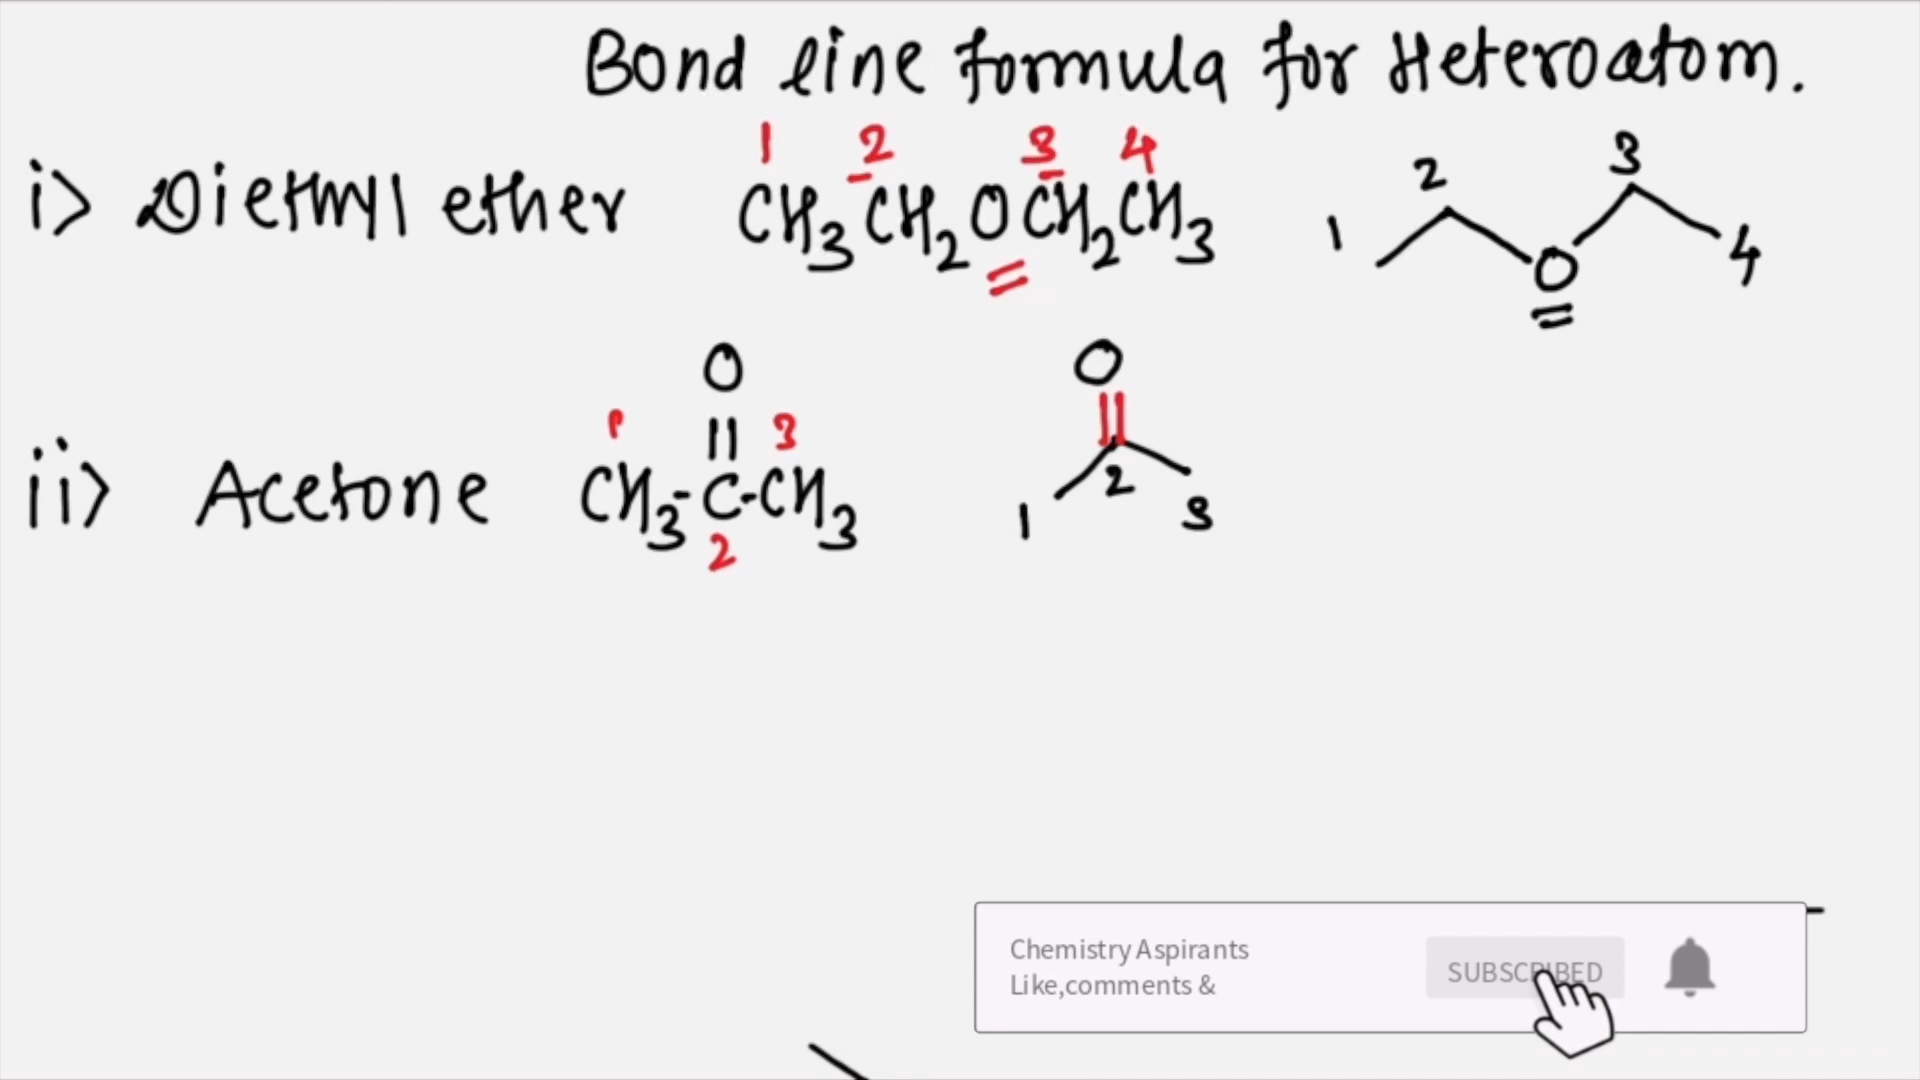 Bond line formula for Heteroatom.
1 2 3 4
i> Diethyl ether CH3CH2OCH2CH3
1 2 O 3 4
O
||
ii> Acetone CH3-C-CH3
1 2 3
O
1 2 3
Chemistry Aspirants
Like,comments &
SUBSCRIBED